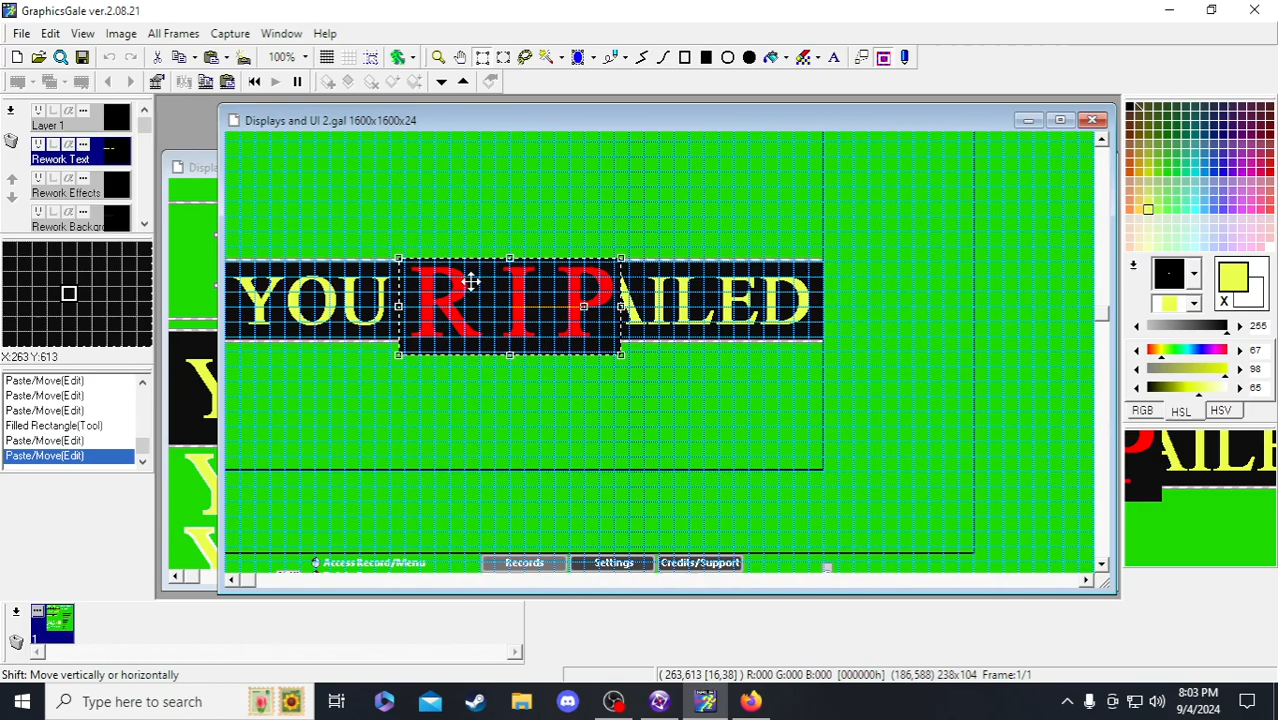 GraphicsGale ver.2.08.21
File Edit View Image All Frames Capture Window Help
100%
Layer 1
Rework Text
Rework Effects
Rework Backgro
X:263 Y:613
Paste/Move(Edit)
Paste/Move(Edit)
Paste/Move(Edit)
Filled Rectangle(Tool)
Paste/Move(Edit)
Paste/Move(Edit)
Displays and UI 2.gal 1600x1600x24
YOU R I P AILED
Access Record/Menu
Records Settings Credits/Support
X
255
67
98
65
RGB HSL HSV
1
Shift: Move vertically or horizontally
( 263,613 [16,38] ) R:000 G:000 B:000 [000000h] (186,588) 238x104 Frame:1/1
Type here to search
8:03 PM
9/4/2024